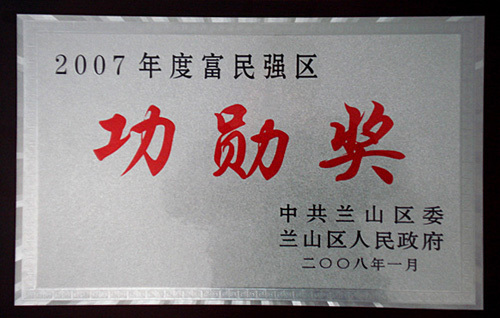 2007年度富民强区
功勋奖
中共兰山区委
兰山区人民政府
二〇〇八年一月